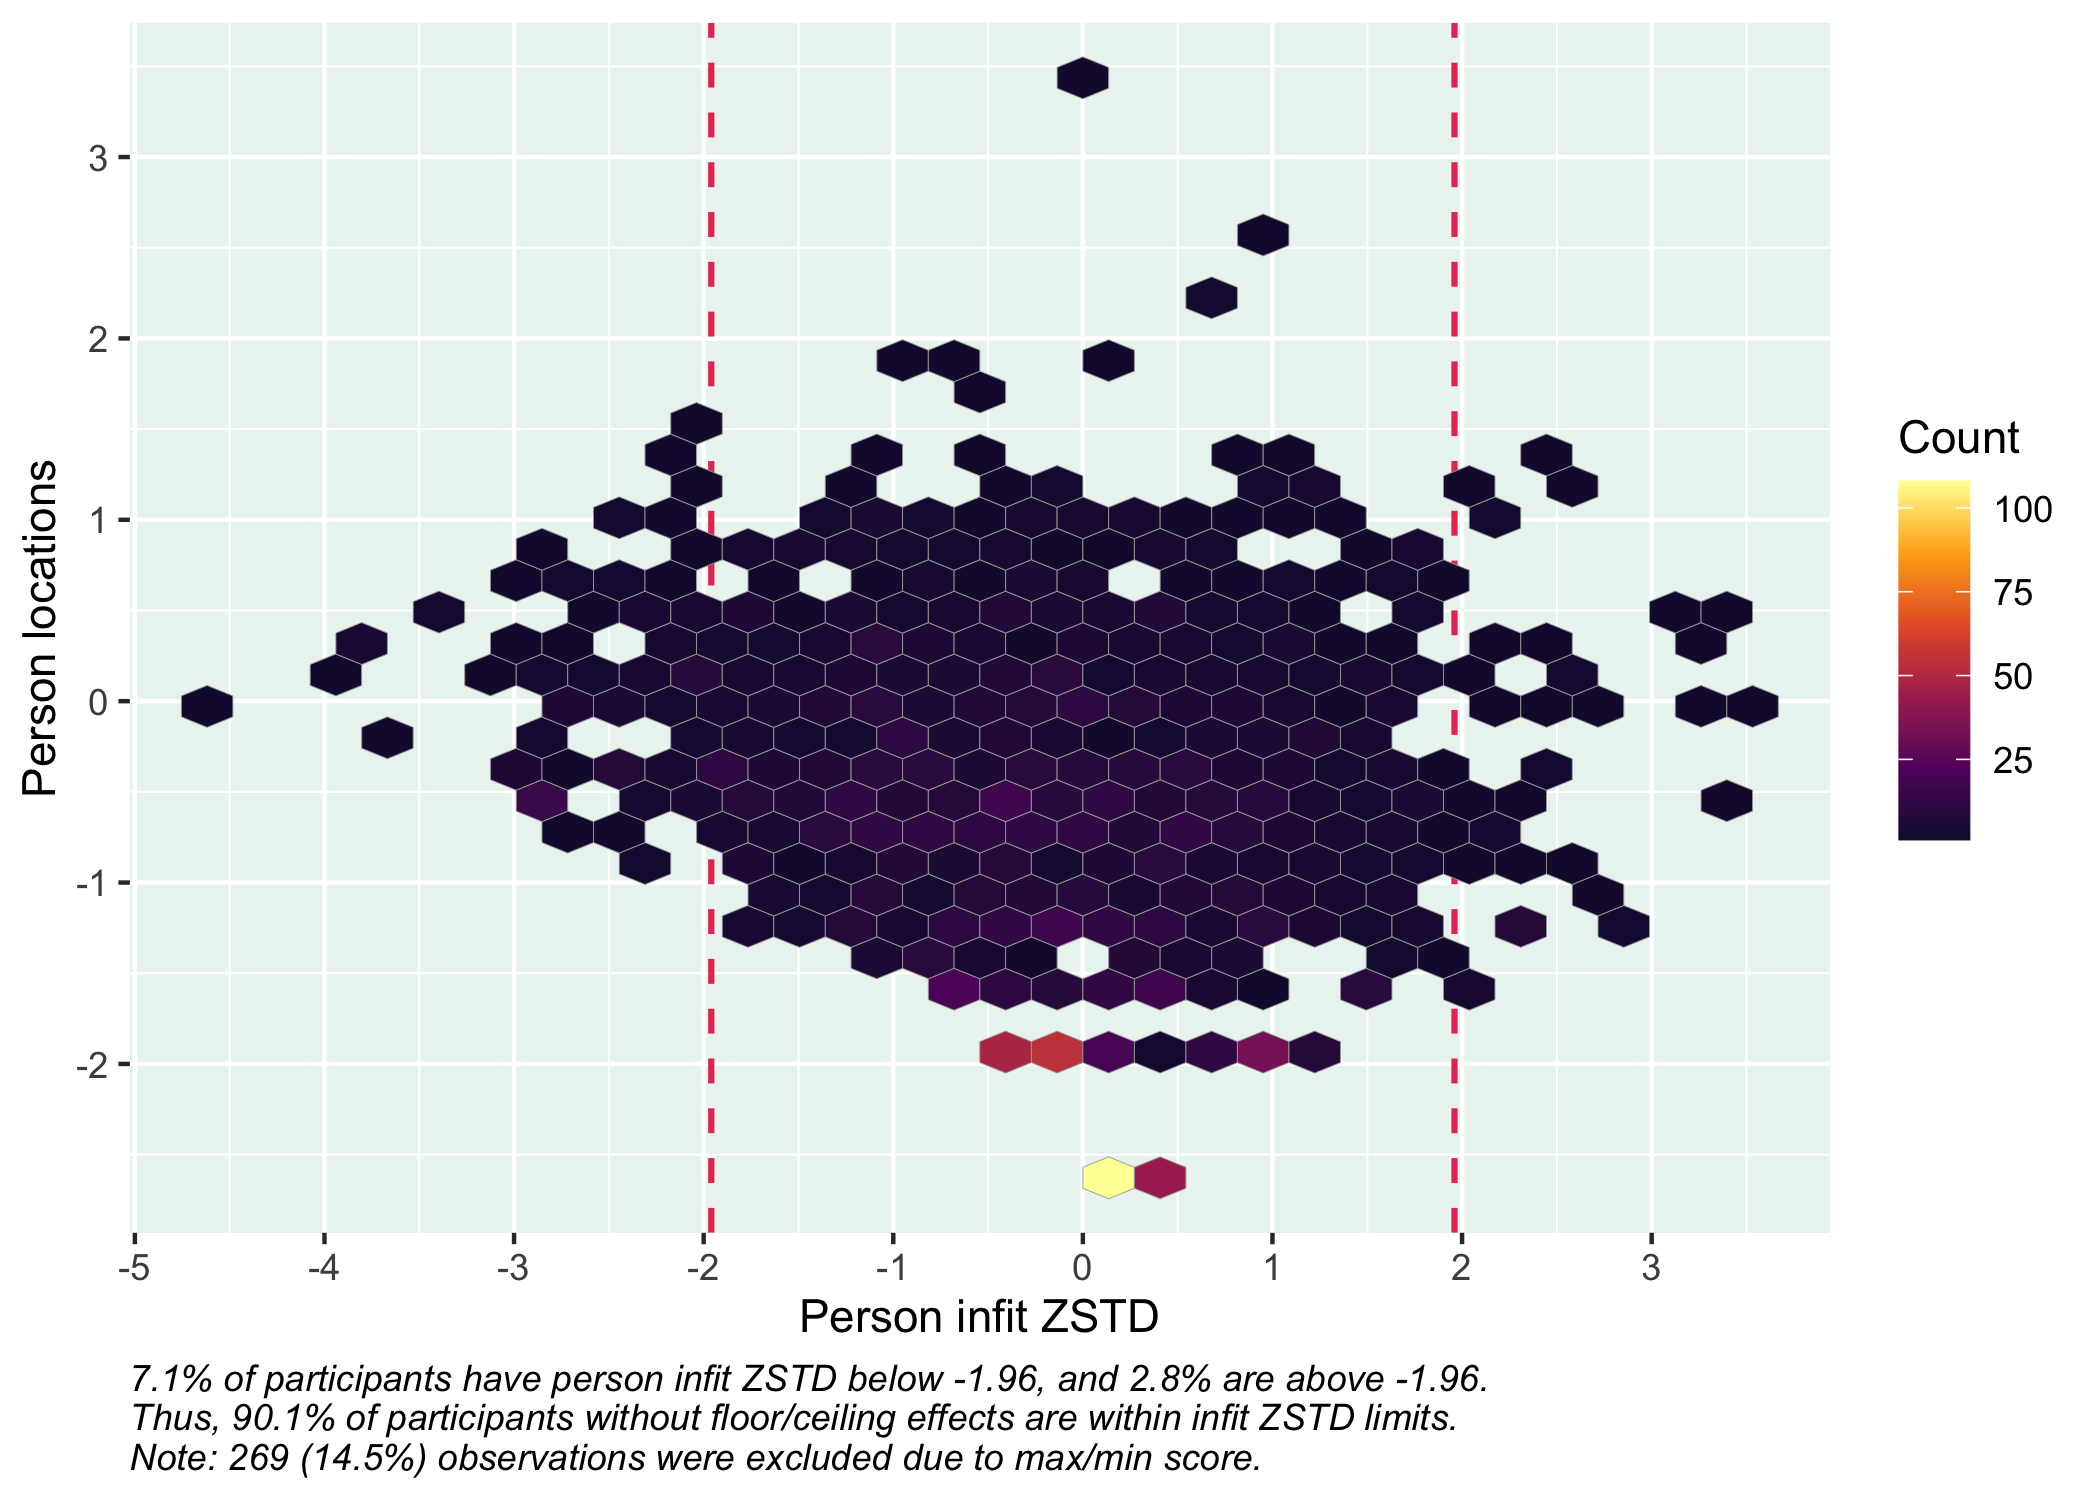 3
2
1
0
-1
-2
Person locations
-5 -4 -3 -2 -1 0 1 2 3
Person infit ZSTD
Count
100
75
50
25
7.1% of participants have person infit ZSTD below -1.96, and 2.8% are above -1.96.
Thus, 90.1% of participants without floor/ceiling effects are within infit ZSTD limits.
Note: 269 (14.5%) observations were excluded due to max/min score.